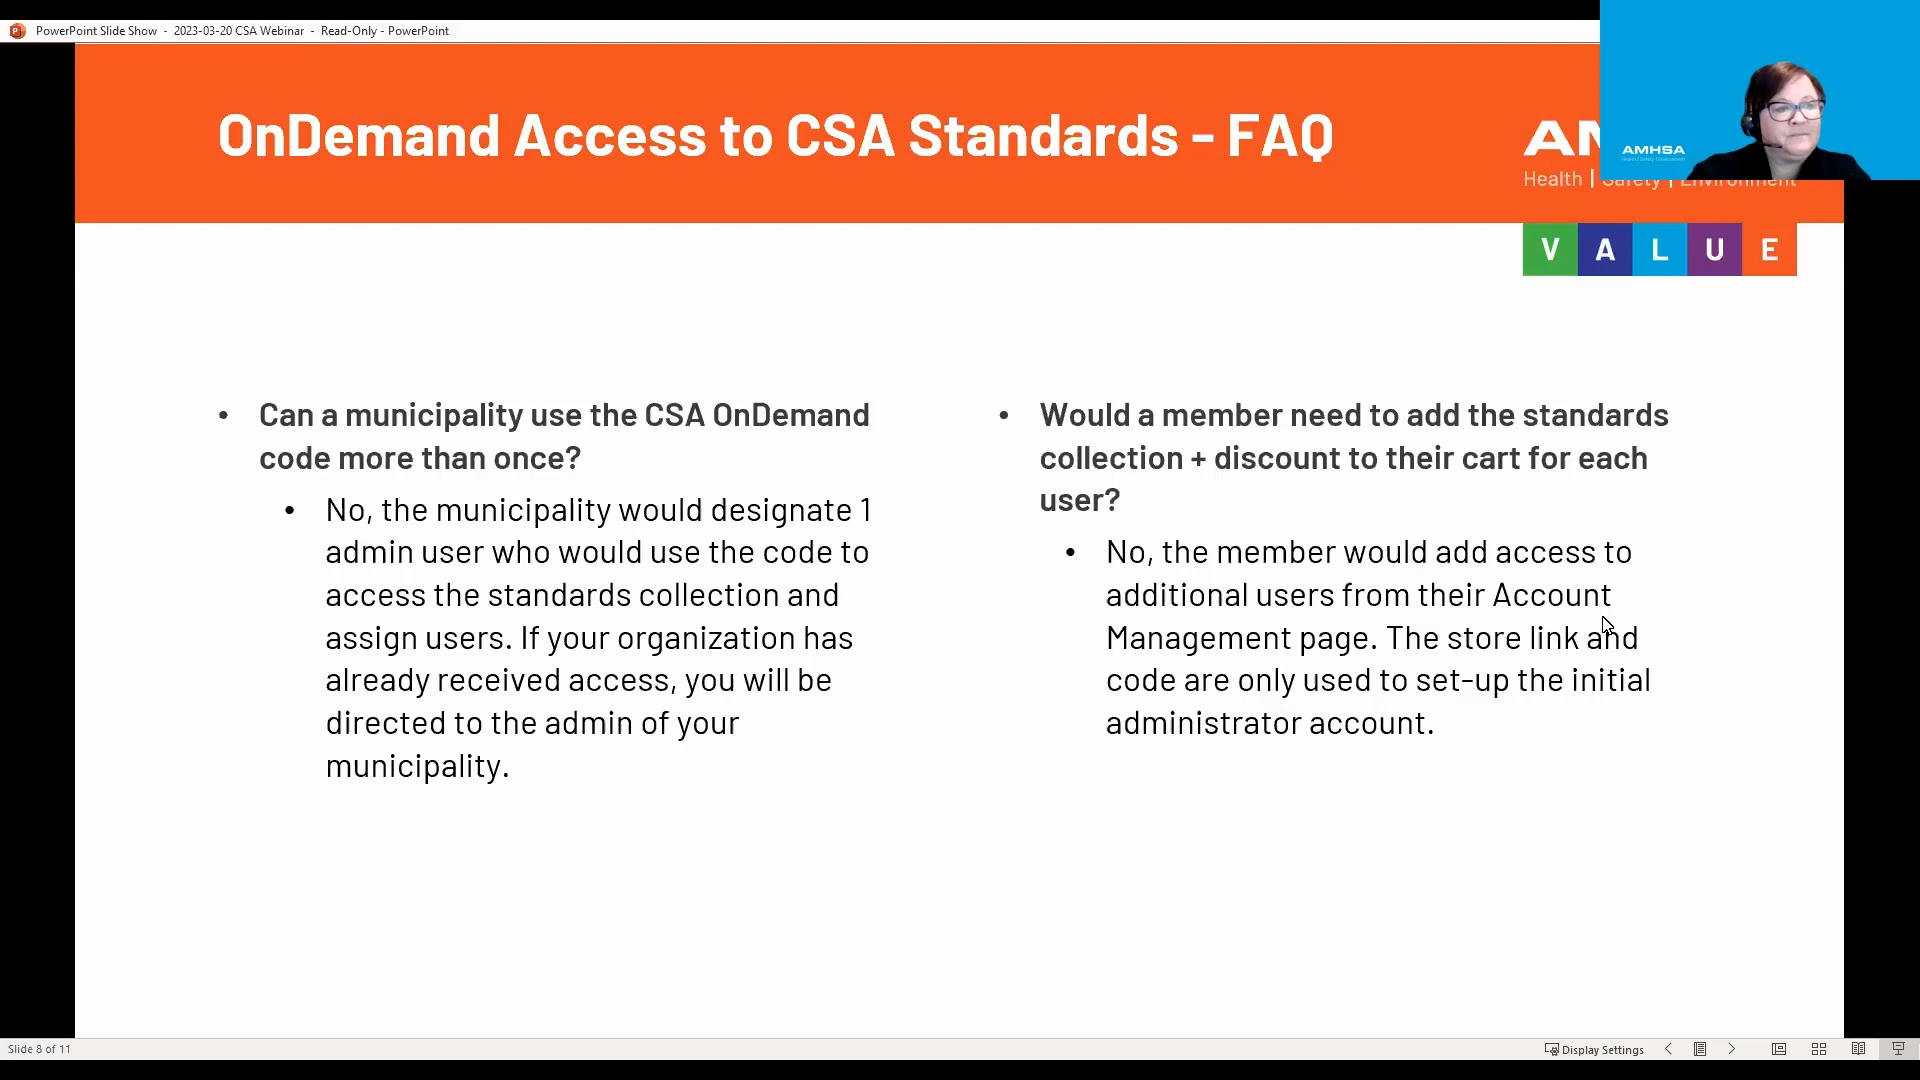 PowerPoint Slide Show - 2023-03-20 CSA Webinar - Read-Only - PowerPoint
OnDemand Access to CSA Standards - FAQ
AMHSA
Health | Safety | Environment
V A L U E
• Can a municipality use the CSA OnDemand
code more than once?
• No, the municipality would designate 1
admin user who would use the code to
access the standards collection and
assign users. If your organization has
already received access, you will be
directed to the admin of your
municipality.
• Would a member need to add the standards
collection + discount to their cart for each
user?
• No, the member would add access to
additional users from their Account
Management page. The store link and
code are only used to set-up the initial
administrator account.
Slide 8 of 11
Display Settings